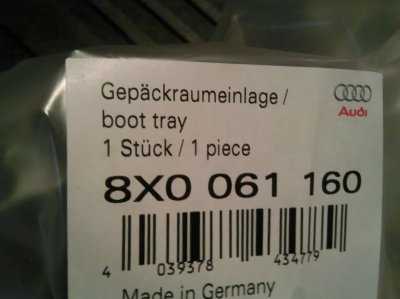 Gepäckraumeinlage /
boot tray
Audi
1 Stück / 1 piece
8X0 061 160
4 039378 434779
Made in Germany